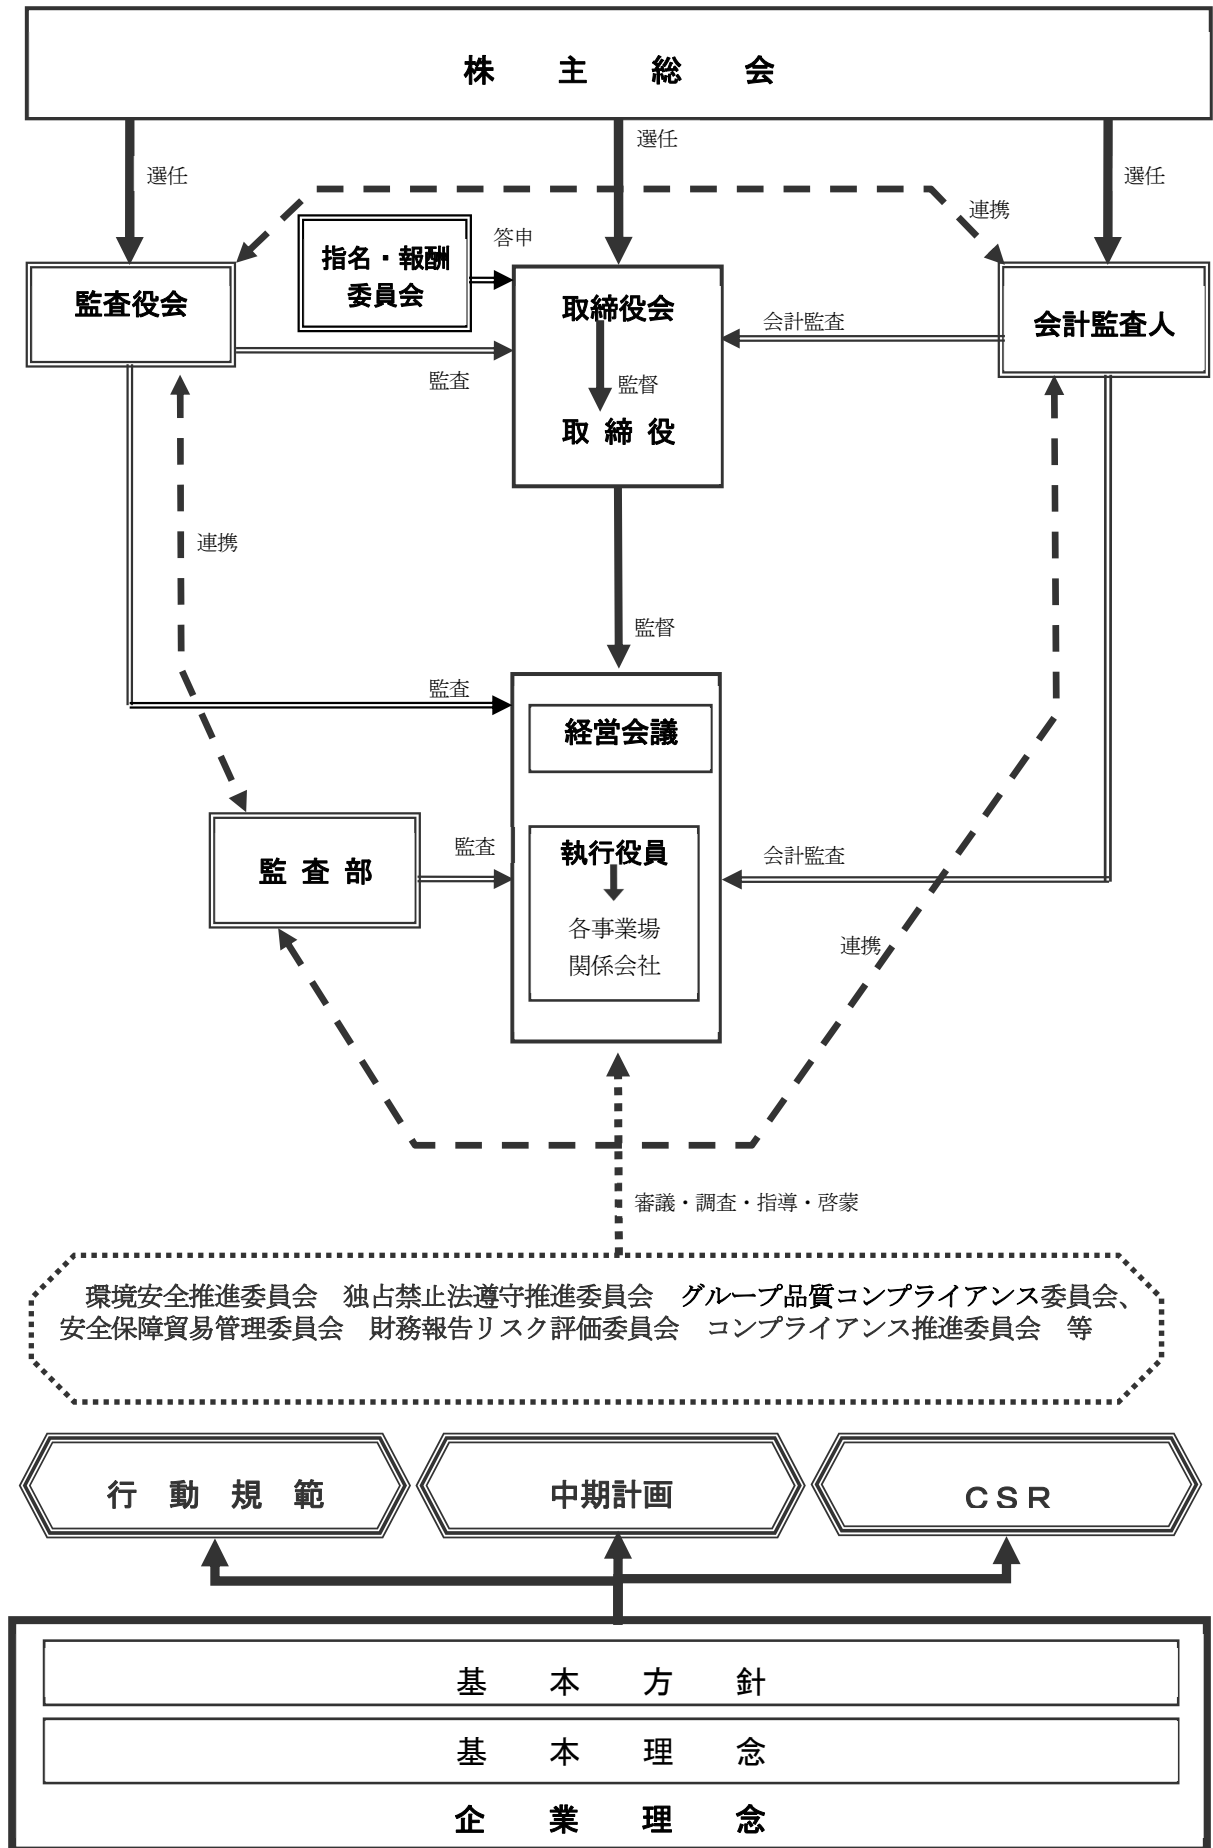 株　主　総　会
選任
選任
選任
連携
答申
指名・報酬
委員会
監査役会
取締役会
会計監査
会計監査人
監査
監督
取 締 役
連携
監督
監査
経営会議
監査
執行役員
会計監査
監 査 部
各事業場
関係会社
連携
審議・調査・指導・啓蒙
環境安全推進委員会　独占禁止法遵守推進委員会　グループ品質コンプライアンス委員会、
安全保障貿易管理委員会　財務報告リスク評価委員会　コンプライアンス推進委員会　等
行　動　規　範
中期計画
ＣＳＲ
基　本　方　針
基　本　理　念
企　業　理　念